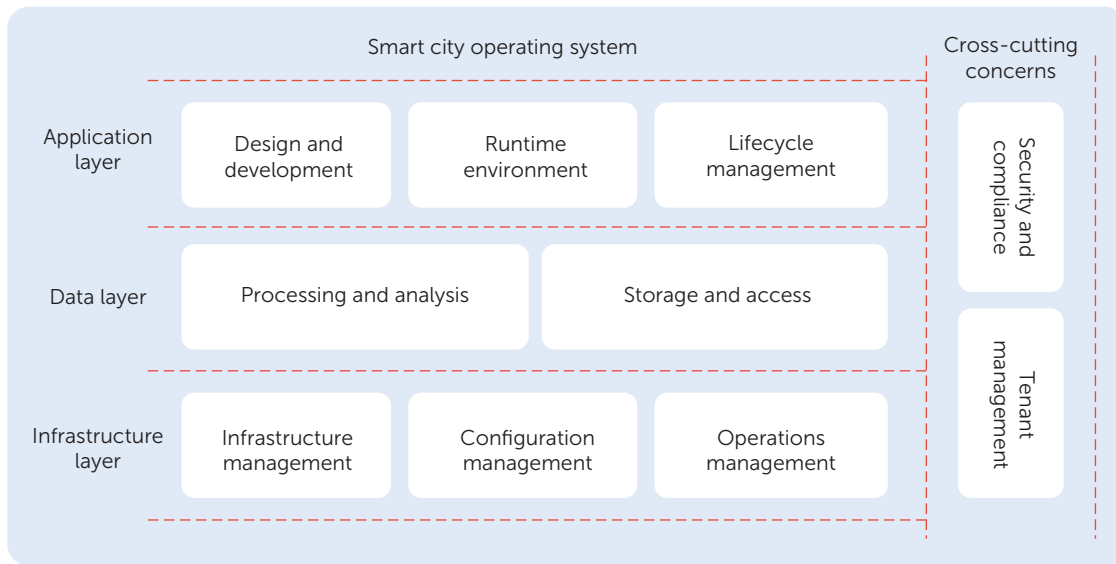 Smart city operating system
Cross-cutting
concerns
Application
layer
Design and
development
Runtime
environment
Lifecycle
management
Security and
compliance
Data layer
Processing and analysis
Storage and access
Tenant
management
Infrastructure
layer
Infrastructure
management
Configuration
management
Operations
management